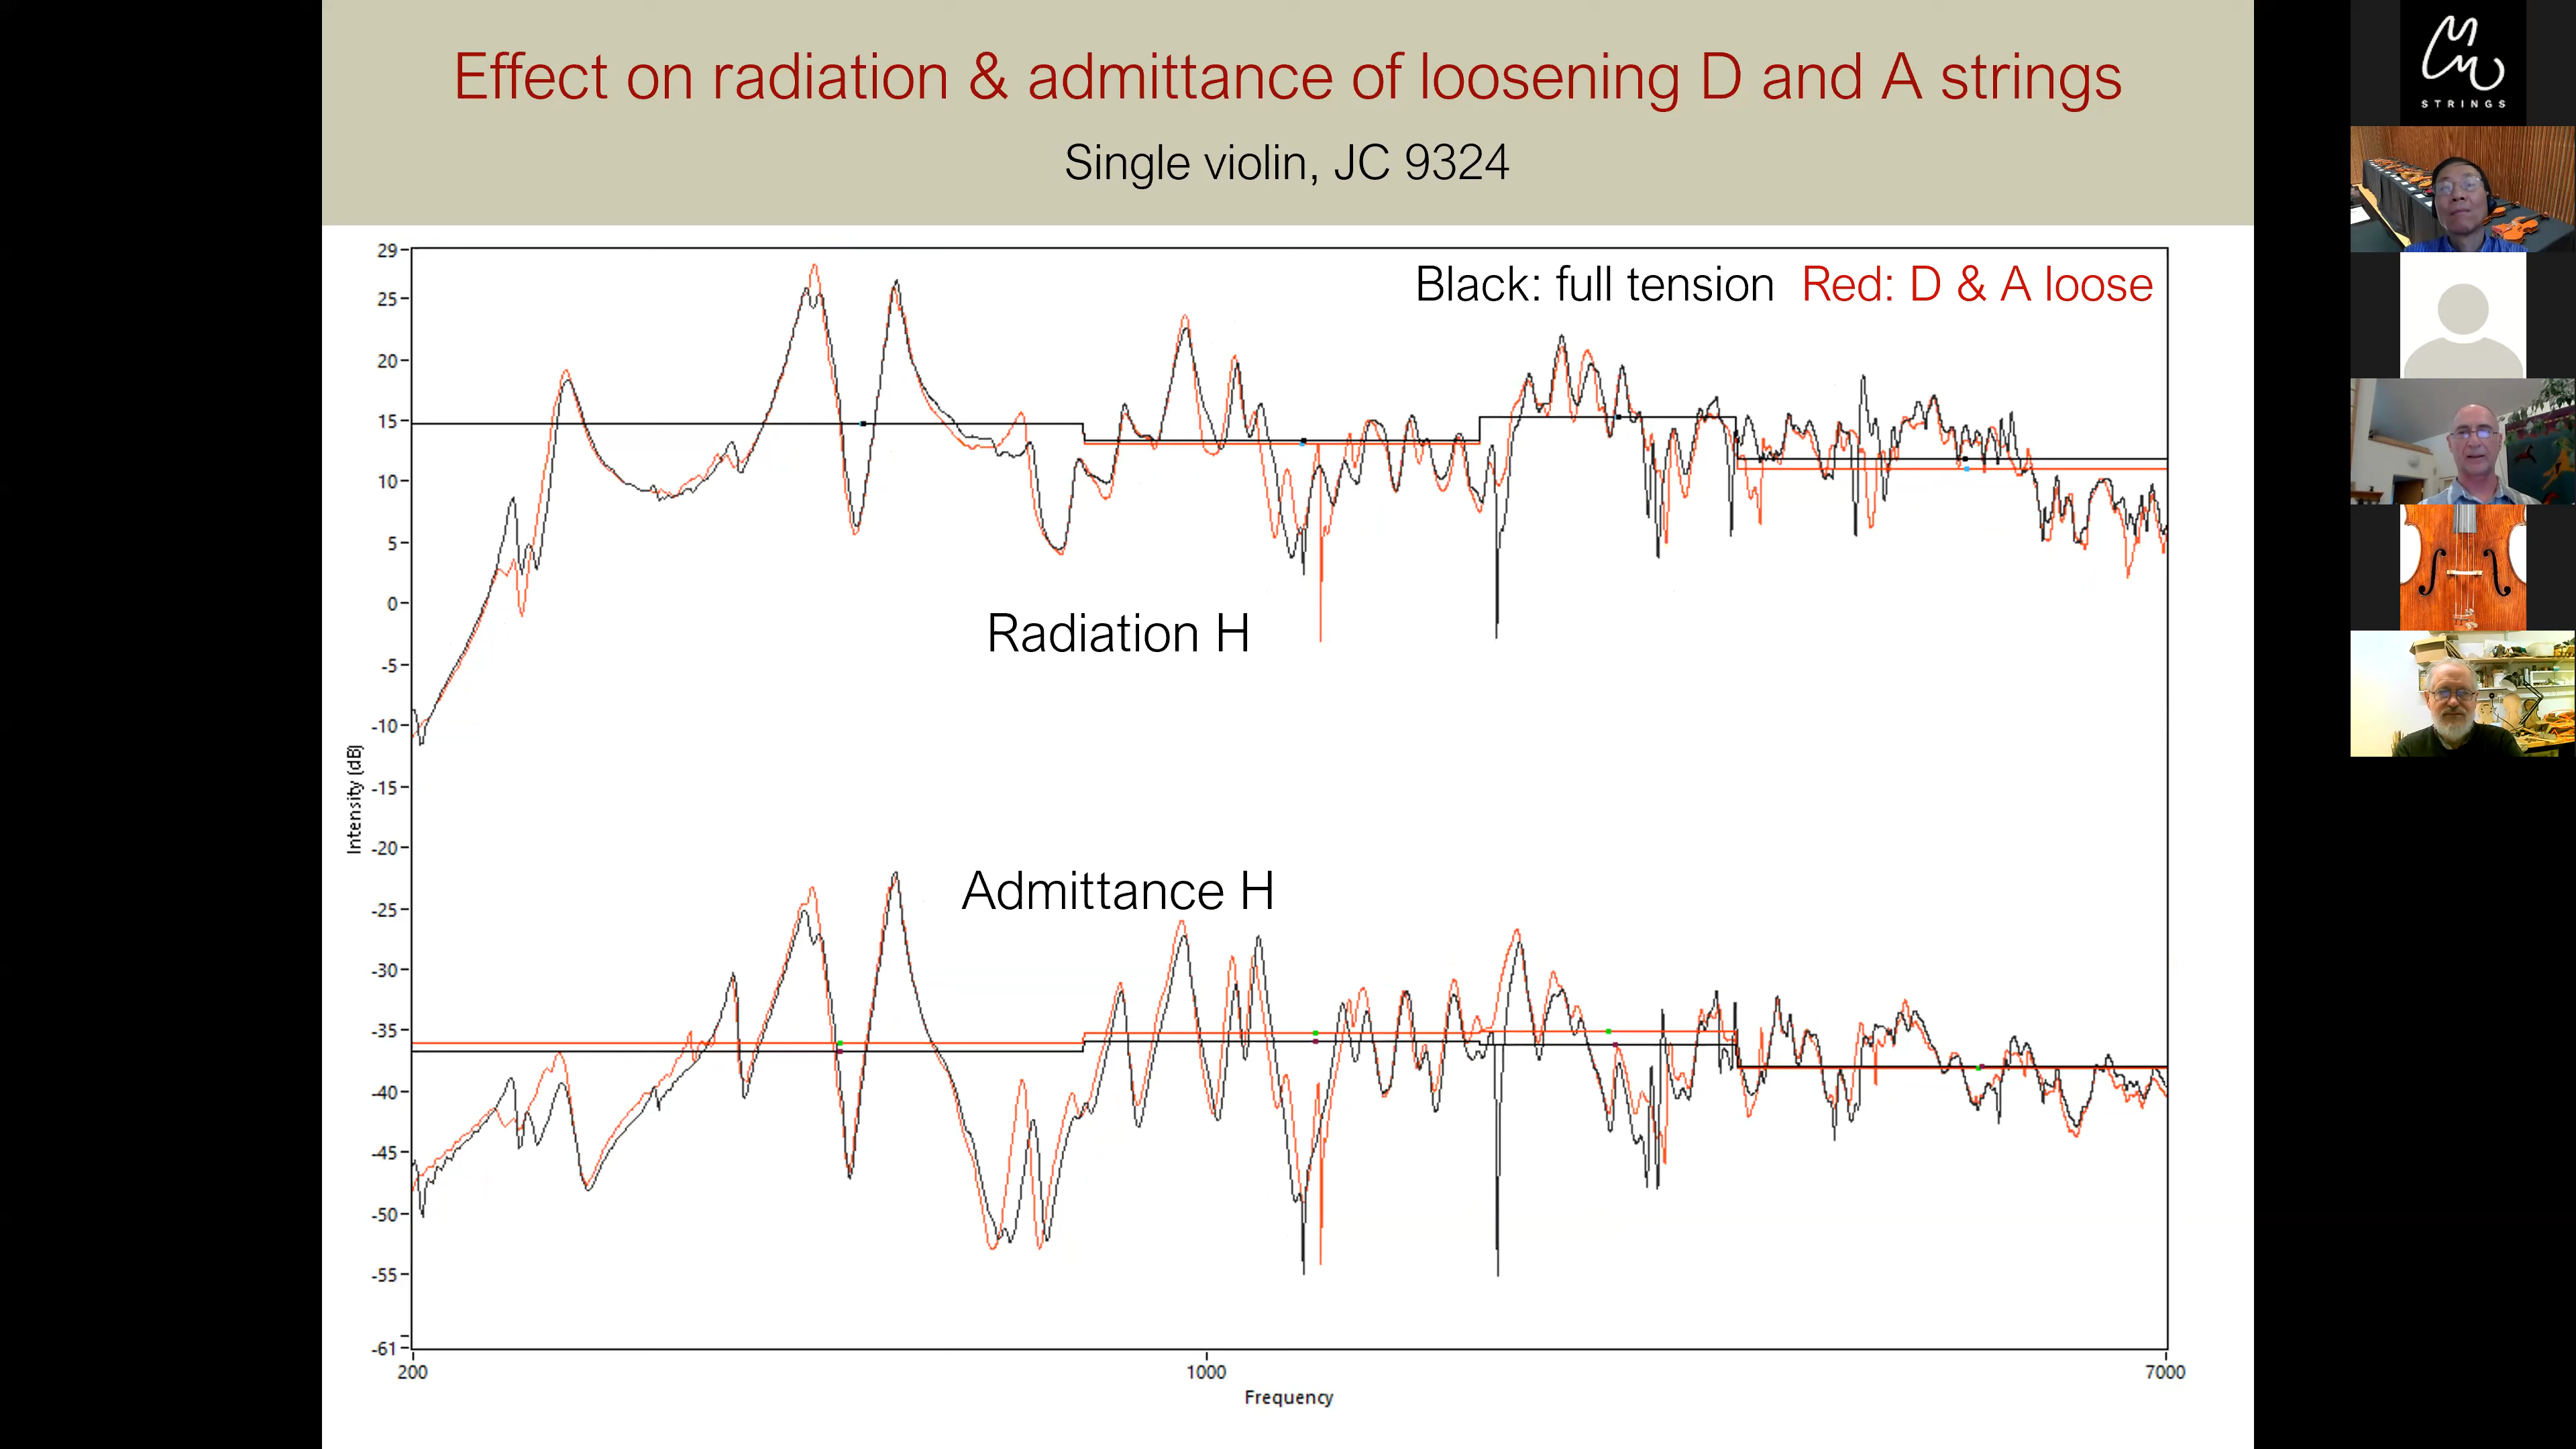 Effect on radiation & admittance of loosening D and A strings
Single violin, JC 9324
Black: full tension Red: D & A loose
Radiation H
Admittance H
Intensity (dB)
29
25
20
15
10
5
0
-5
-10
-15
-20
-25
-30
-35
-40
-45
-50
-55
-61
200
1000
7000
Frequency
STRINGS